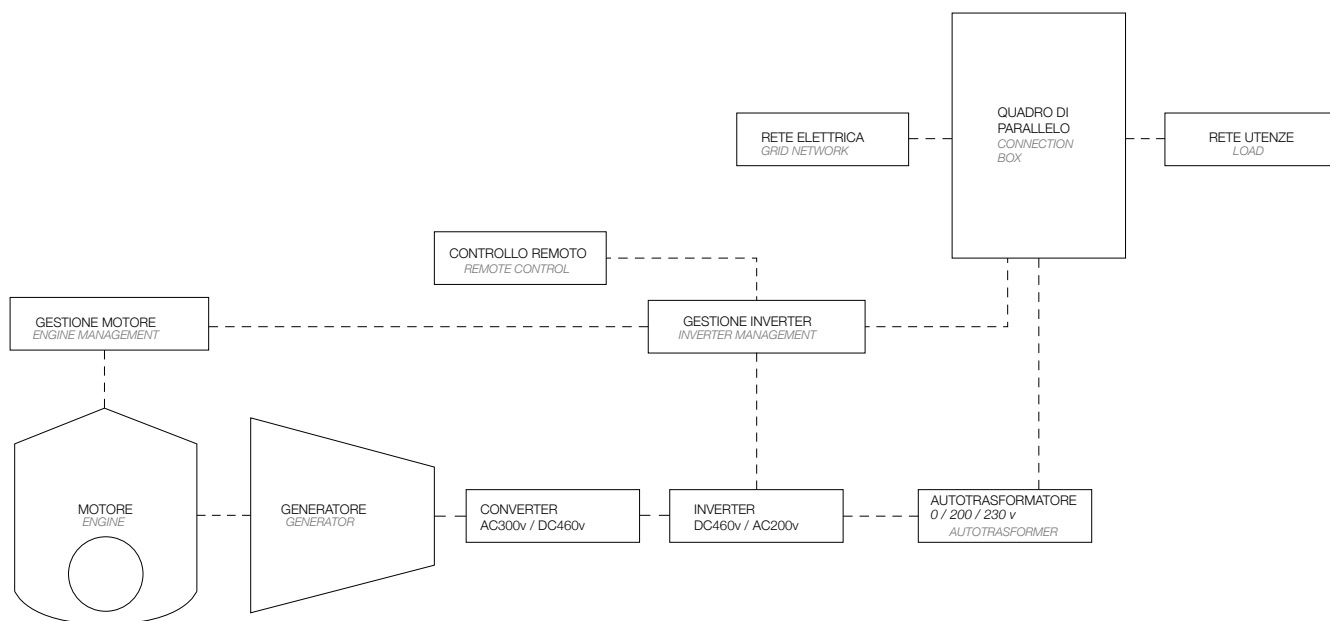 QUADRO DI
PARALLELO
CONNECTION
BOX
RETE ELETTRICA
GRID NETWORK
RETE UTENZE
LOAD
CONTROLLO REMOTO
REMOTE CONTROL
GESTIONE MOTORE
ENGINE MANAGEMENT
GESTIONE INVERTER
INVERTER MANAGEMENT
MOTORE
ENGINE
GENERATORE
GENERATOR
CONVERTER
AC300v / DC460v
INVERTER
DC460v / AC200v
AUTOTRASFORMATORE
0 / 200 / 230 v
AUTOTRASFORMER